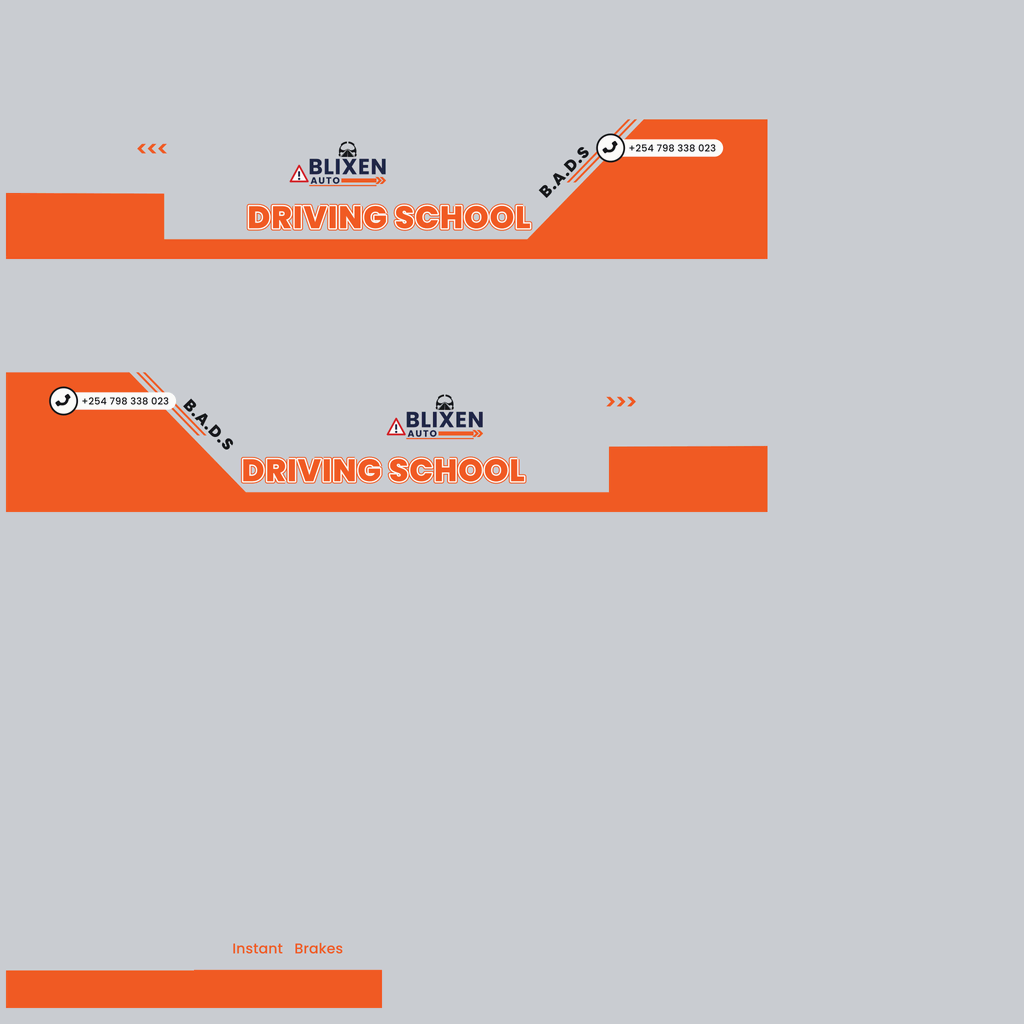 BLIXEN
AUTO
DRIVING SCHOOL
B.A.D.S
+254 798 338 023
+254 798 338 023
B.A.D.S
BLIXEN
AUTO
DRIVING SCHOOL
Instant Brakes